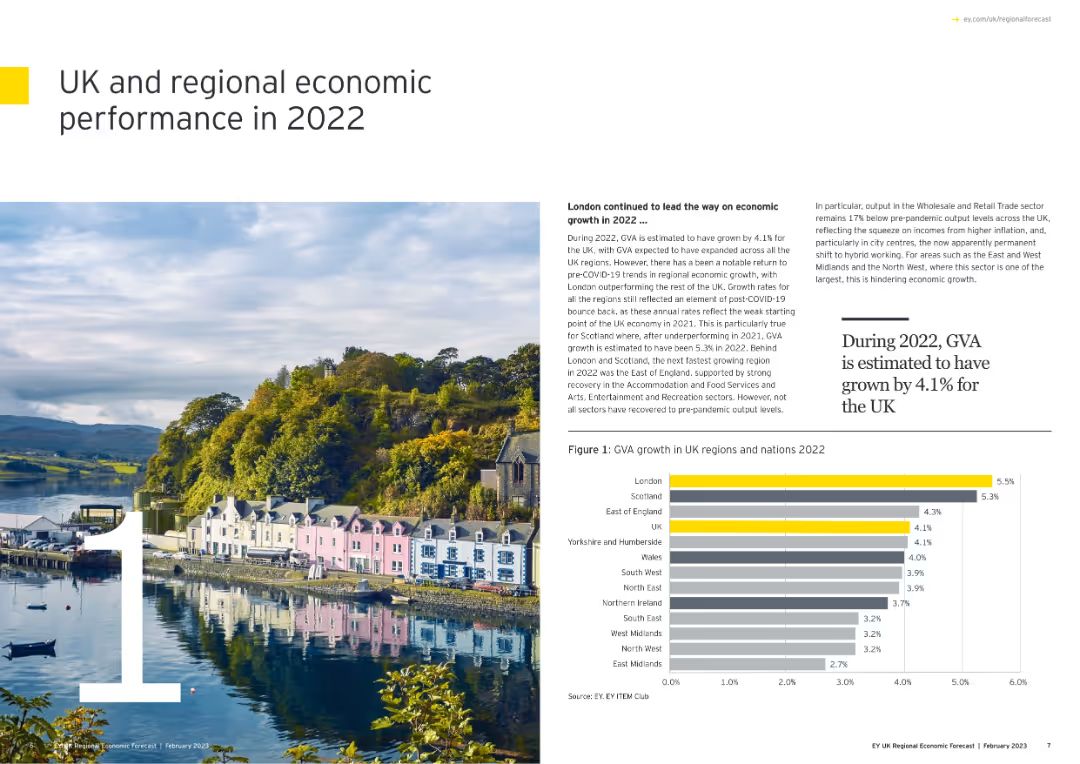 ey.com/uk/regionalforecast
UK and regional economic
performance in 2022
1
London continued to lead the way on economic
growth in 2022 ...
During 2022, GVA is estimated to have grown by 4.1% for
the UK, with GVA expected to have expanded across all the
UK regions. However, there has a been a notable return to
pre-COVID-19 trends in regional economic growth, with
London outperforming the rest of the UK. Growth rates for
all the regions still reflected an element of post-COVID-19
bounce back, as these annual rates reflect the weak starting
point of the UK economy in 2021. This is particularly true
for Scotland where, after underperforming in 2021, GVA
growth is estimated to have been 5.3% in 2022. Behind
London and Scotland, the next fastest growing region
in 2022 was the East of England, supported by strong
recovery in the Accommodation and Food Services and
Arts, Entertainment and Recreation sectors. However, not
all sectors have recovered to pre-pandemic output levels.
In particular, output in the Wholesale and Retail Trade sector
remains 17% below pre-pandemic output levels across the UK,
reflecting the squeeze on incomes from higher inflation, and,
particularly in city centres, the now apparently permanent
shift to hybrid working. For areas such as the East and West
Midlands and the North West, where this sector is one of the
largest, this is hindering economic growth.
During 2022, GVA
is estimated to have
grown by 4.1% for
the UK
Figure 1: GVA growth in UK regions and nations 2022
London 5.5%
Scotland 5.3%
East of England 4.3%
UK 4.1%
Yorkshire and Humberside 4.1%
Wales 4.0%
South West 3.9%
North East 3.9%
Northern Ireland 3.7%
South East 3.2%
West Midlands 3.2%
North West 3.2%
East Midlands 2.7%
0.0% 1.0% 2.0% 3.0% 4.0% 5.0% 6.0%
Source: EY, EY ITEM Club
EY UK Regional Economic Forecast | February 2023
EY UK Regional Economic Forecast | February 2023 7